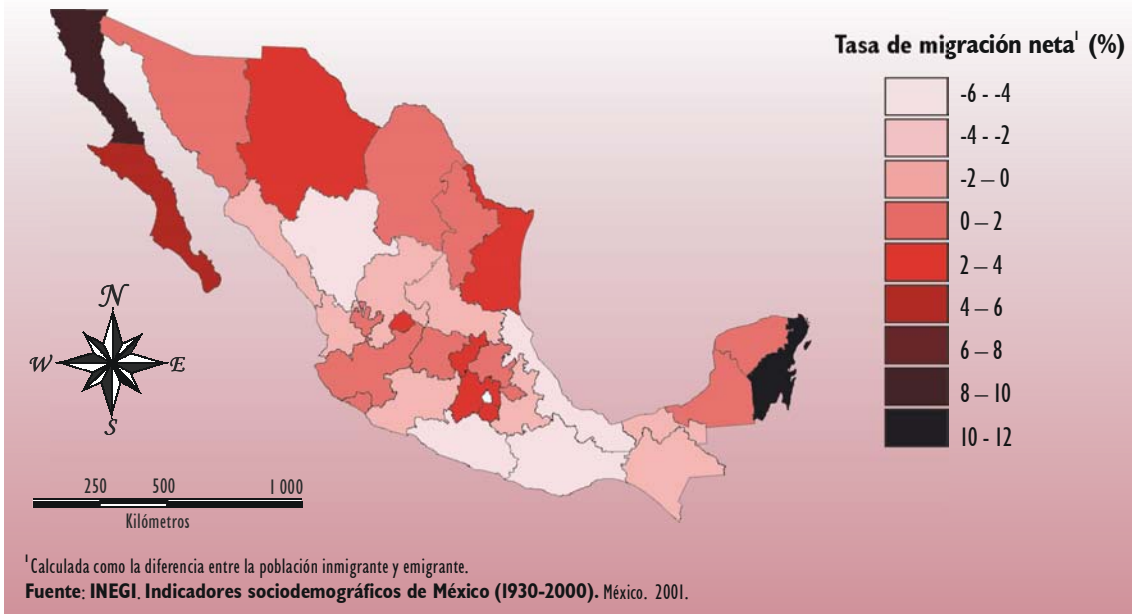 Tasa de migración neta¹ (%)
-6 - -4
-4 - -2
-2 – 0
0 – 2
2 – 4
4 – 6
6 – 8
8 – 10
10 - 12
N
W E
S
250 500 1 000
Kilómetros
¹Calculada como la diferencia entre la población inmigrante y emigrante.
Fuente: INEGI. Indicadores sociodemográficos de México (1930-2000). México. 2001.